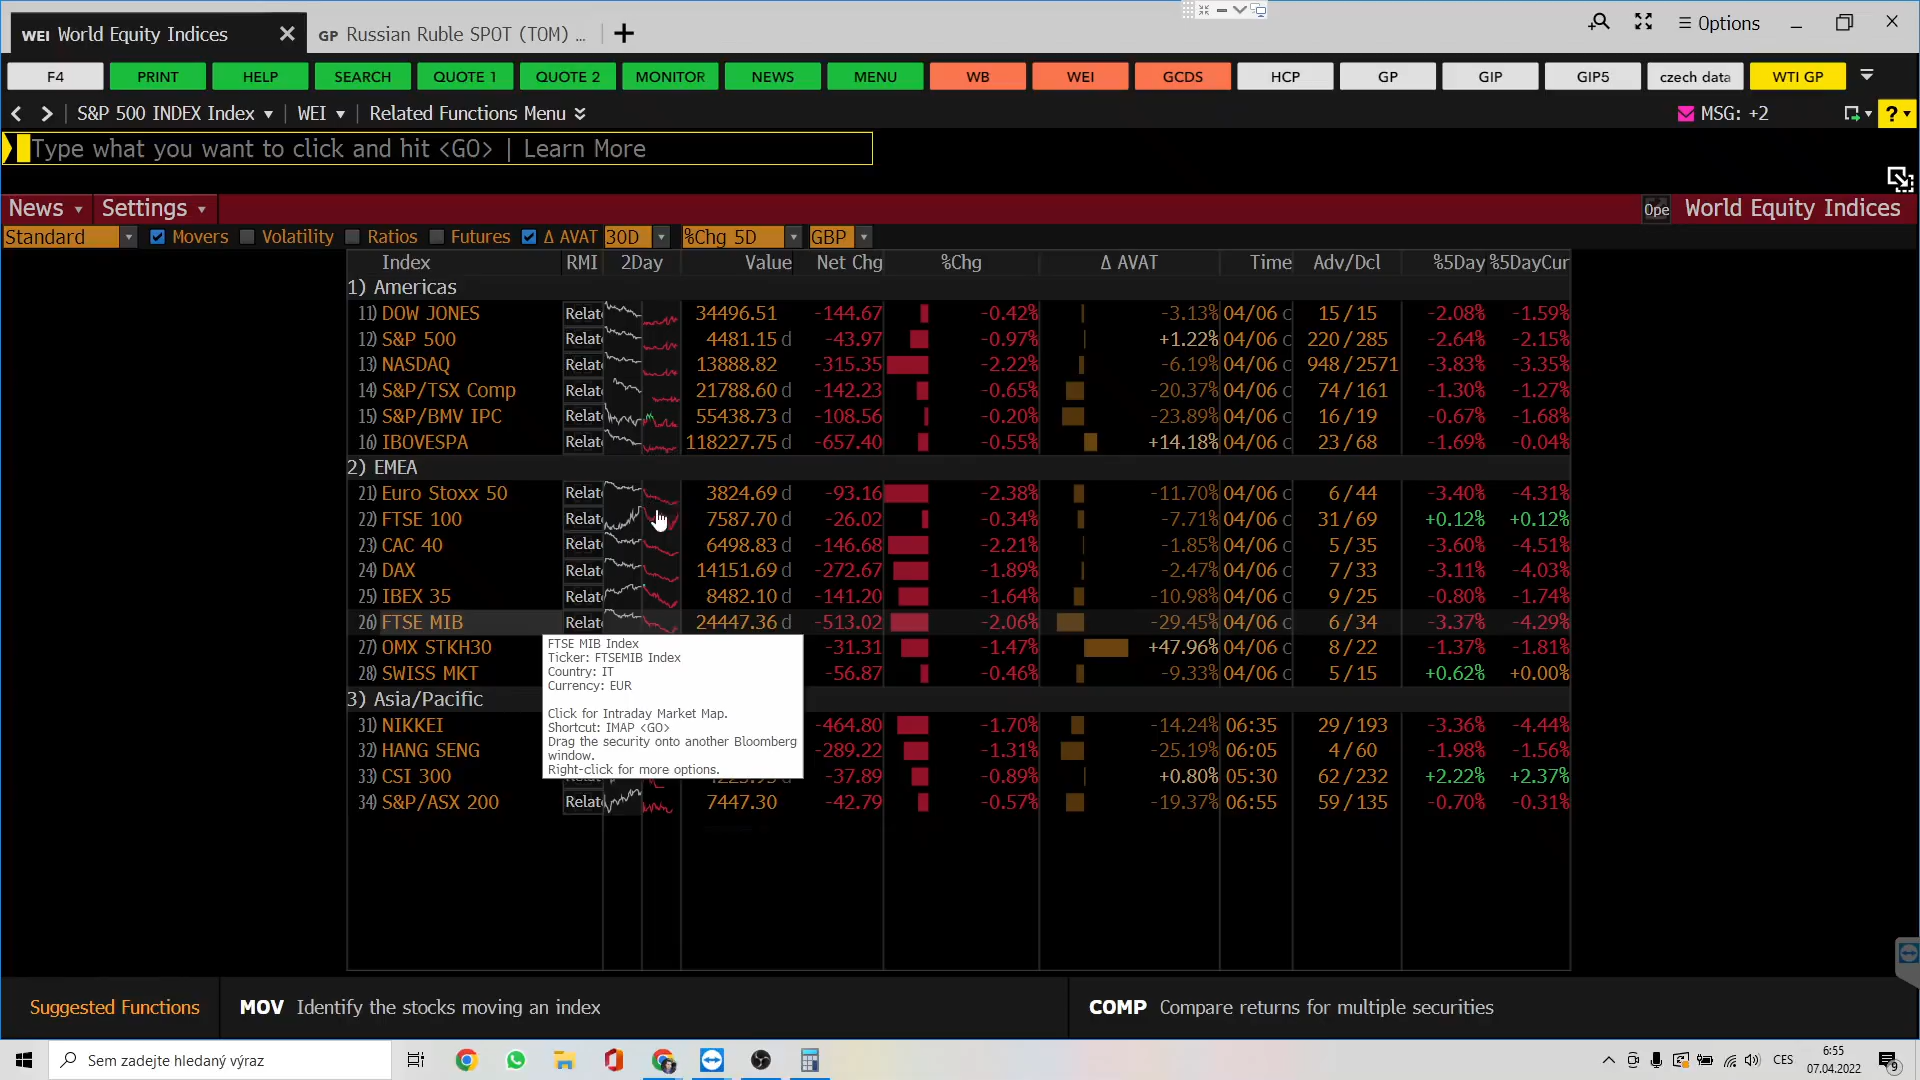 WEI World Equity Indices
GP Russian Ruble SPOT (TOM) ...
Options
F4 PRINT HELP SEARCH QUOTE 1 QUOTE 2 MONITOR NEWS MENU WB WEI GCDS HCP GP GIP GIP5 czech data WTI GP
S&P 500 INDEX Index WEI Related Functions Menu MSG: +2 ?
Type what you want to click and hit <GO> | Learn More
News Settings Ope World Equity Indices
Standard Movers Volatility Ratios Futures Δ AVAT 30D %Chg 5D GBP
Index RMI 2Day Value Net Chg %Chg Δ AVAT Time Adv/Dcl %5Day %5DayCur
1) Americas
11) DOW JONES Relat 34496.51 -144.67 -0.42% -3.13% 04/06 c 15/15 -2.08% -1.59%
12) S&P 500 Relat 4481.15 d -43.97 -0.97% +1.22% 04/06 c 220/285 -2.64% -2.15%
13) NASDAQ Relat 13888.82 -315.35 -2.22% -6.19% 04/06 c 948/2571 -3.83% -3.35%
14) S&P/TSX Comp Relat 21788.60 d -142.23 -0.65% -20.37% 04/06 c 74/161 -1.30% -1.27%
15) S&P/BMV IPC Relat 55438.73 d -108.56 -0.20% -23.89% 04/06 c 16/19 -0.67% -1.68%
16) IBOVESPA Relat 118227.75 d -657.40 -0.55% +14.18% 04/06 c 23/68 -1.69% -0.04%
2) EMEA
21) Euro Stoxx 50 Relat 3824.69 d -93.16 -2.38% -11.70% 04/06 c 6/44 -3.40% -4.31%
22) FTSE 100 Relat 7587.70 d -26.02 -0.34% -7.71% 04/06 c 31/69 +0.12% +0.12%
23) CAC 40 Relat 6498.83 d -146.68 -2.21% -1.85% 04/06 c 5/35 -3.60% -4.51%
24) DAX Relat 14151.69 d -272.67 -1.89% -2.47% 04/06 c 7/33 -3.11% -4.03%
25) IBEX 35 Relat 8482.10 d -141.20 -1.64% -10.98% 04/06 c 9/25 -0.80% -1.74%
26) FTSE MIB Relat 24447.36 d -513.02 -2.06% -29.45% 04/06 c 6/34 -3.37% -4.29%
27) OMX STKH30 -31.31 -1.47% +47.96% 04/06 c 8/22 -1.37% -1.81%
28) SWISS MKT -56.87 -0.46% -9.33% 04/06 c 5/15 +0.62% +0.00%
3) Asia/Pacific
31) NIKKEI -464.80 -1.70% -14.24% 06:35 29/193 -3.36% -4.44%
32) HANG SENG -289.22 -1.31% -25.19% 06:05 4/60 -1.98% -1.56%
33) CSI 300 -37.89 -0.89% +0.80% 05:30 62/232 +2.22% +2.37%
34) S&P/ASX 200 Relat 7447.30 -42.79 -0.57% -19.37% 06:55 59/135 -0.70% -0.31%
FTSE MIB Index
Ticker: FTSEMIB Index
Country: IT
Currency: EUR
Click for Intraday Market Map.
Shortcut: IMAP <GO>
Drag the security onto another Bloomberg
window.
Right-click for more options.
Suggested Functions MOV Identify the stocks moving an index COMP Compare returns for multiple securities
Sem zadejte hledaný výraz
CES
6:55
07.04.2022
9